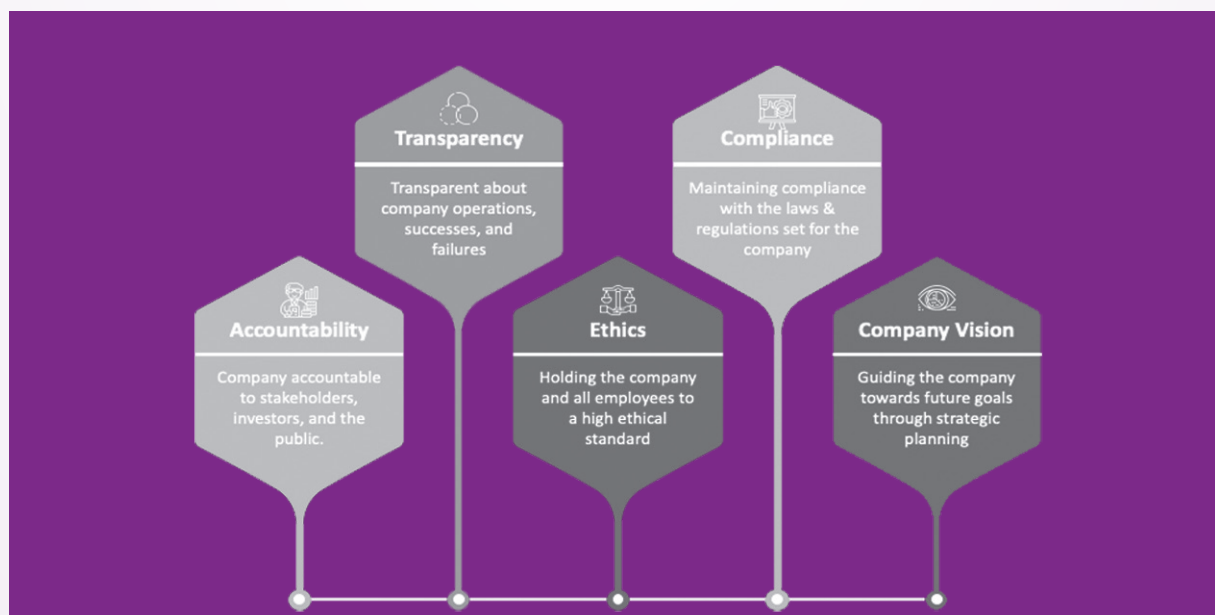 Transparency
Transparent about
company operations,
successes, and
failures
Compliance
Maintaining compliance
with the laws &
regulations set for the
company
Accountability
Company accountable
to stakeholders,
investors, and the
public.
Ethics
Holding the company
and all employees to
a high ethical
standard
Company Vision
Guiding the company
towards future goals
through strategic
planning